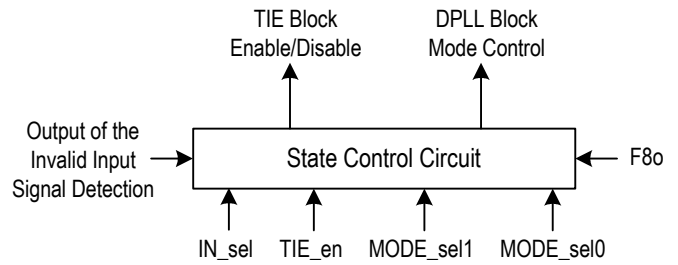 TIE Block
Enable/Disable
DPLL Block
Mode Control
Output of the
Invalid Input
Signal Detection
State Control Circuit
F8o
IN_sel
TIE_en
MODE_sel1
MODE_sel0